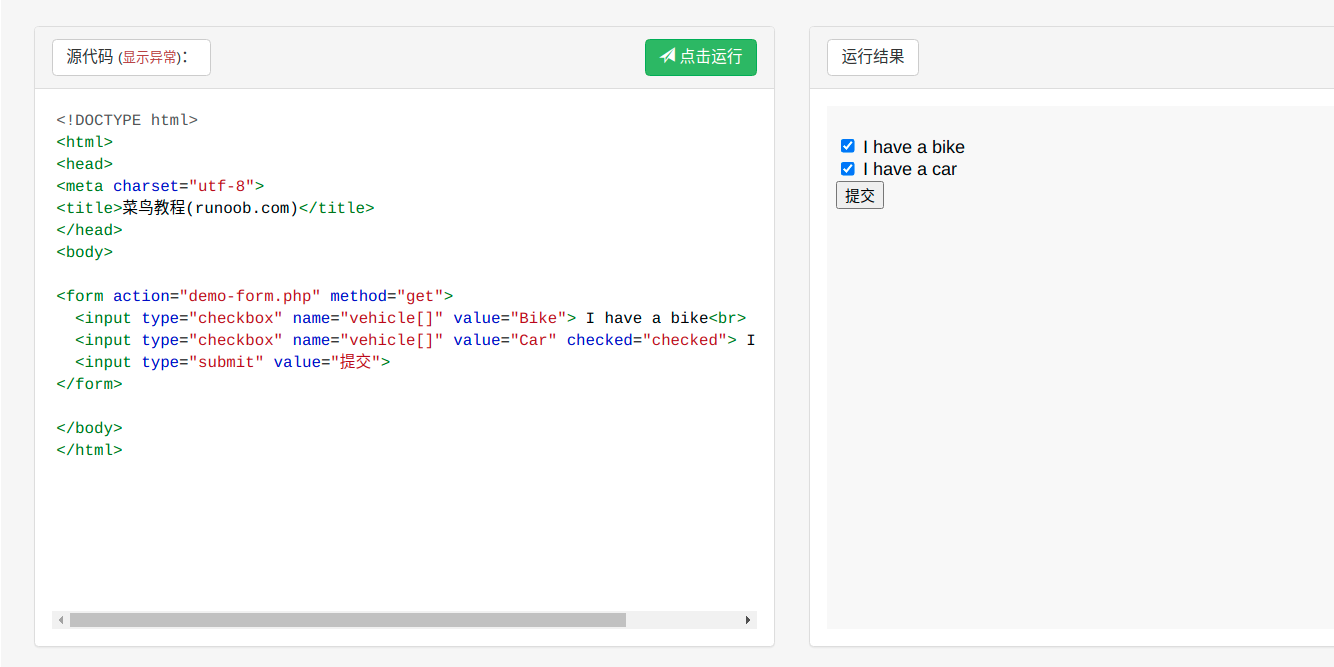 源代码 (显示异常)：
点击运行
<!DOCTYPE html>
<html>
<head>
<meta charset="utf-8">
<title>菜鸟教程(runoob.com)</title>
</head>
<body>
<form action="demo-form.php" method="get">
<input type="checkbox" name="vehicle[]" value="Bike"> I have a bike<br>
<input type="checkbox" name="vehicle[]" value="Car" checked="checked"> I
<input type="submit" value="提交">
</form>
</body>
</html>
运行结果
I have a bike
I have a car
提交